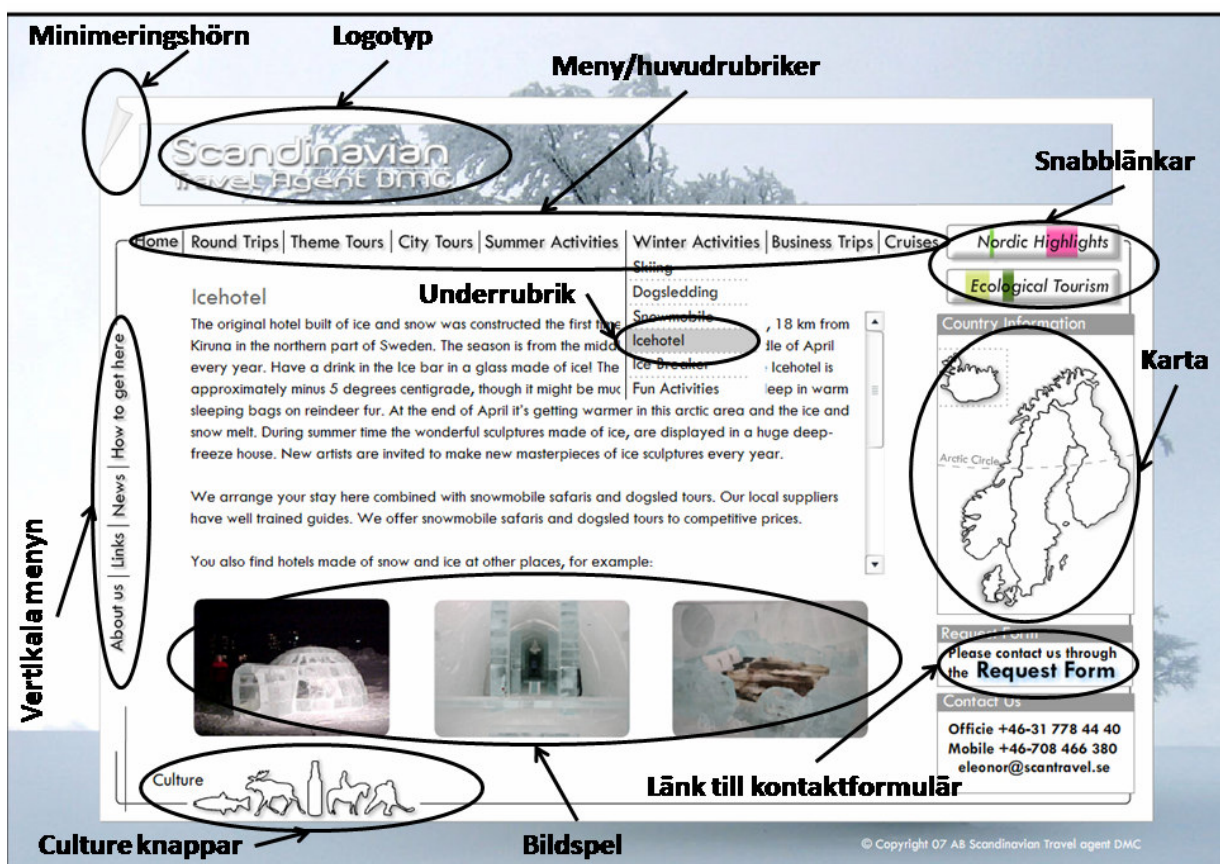 Minimeringshörn
Logotyp
Meny/huvudrubriker
Scandinavian
Travel Agent DMC
Snabblänkar
Home | Round Trips | Theme Tours | City Tours | Summer Activities | Winter Activities | Business Trips | Cruises
Nordic Highlights
Ecological Tourism
Skiing
Dogsledding
Snowmobile
Icehotel
Ice Breaker
Fun Activities
Underrubrik
Icehotel
The original hotel built of ice and snow was constructed the first time , 18 km from
Kiruna in the northern part of Sweden. The season is from the midd dle of April
every year. Have a drink in the Ice bar in a glass made of ice! The e Icehotel is
approximately minus 5 degrees centigrade, though it might be muc leep in warm
sleeping bags on reindeer fur. At the end of April it's getting warmer in this arctic area and the ice and
snow melt. During summer time the wonderful sculptures made of ice, are displayed in a huge deep-
freeze house. New artists are invited to make new masterpieces of ice sculptures every year.
We arrange your stay here combined with snowmobile safaris and dogsled tours. Our local suppliers
have well trained guides. We offer snowmobile safaris and dogsled tours to competitive prices.
You also find hotels made of snow and ice at other places, for example:
About us | Links | News | How to get here
Vertikala menyn
Country Information
Arctic Circle
Karta
Request Form
Please contact us through
the Request Form
Contact Us
Officie +46-31 778 44 40
Mobile +46-708 466 380
eleonor@scantravel.se
Culture
Länk till kontaktformulär
Culture knappar
Bildspel
© Copyright 07 AB Scandinavian Travel agent DMC